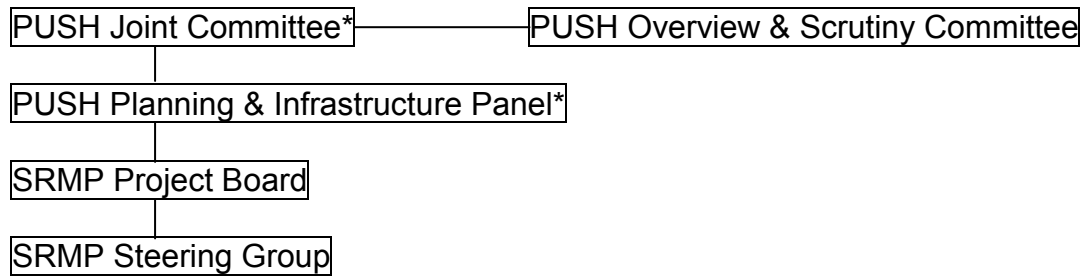 PUSH Joint Committee* PUSH Overview & Scrutiny Committee
PUSH Planning & Infrastructure Panel*
SRMP Project Board
SRMP Steering Group